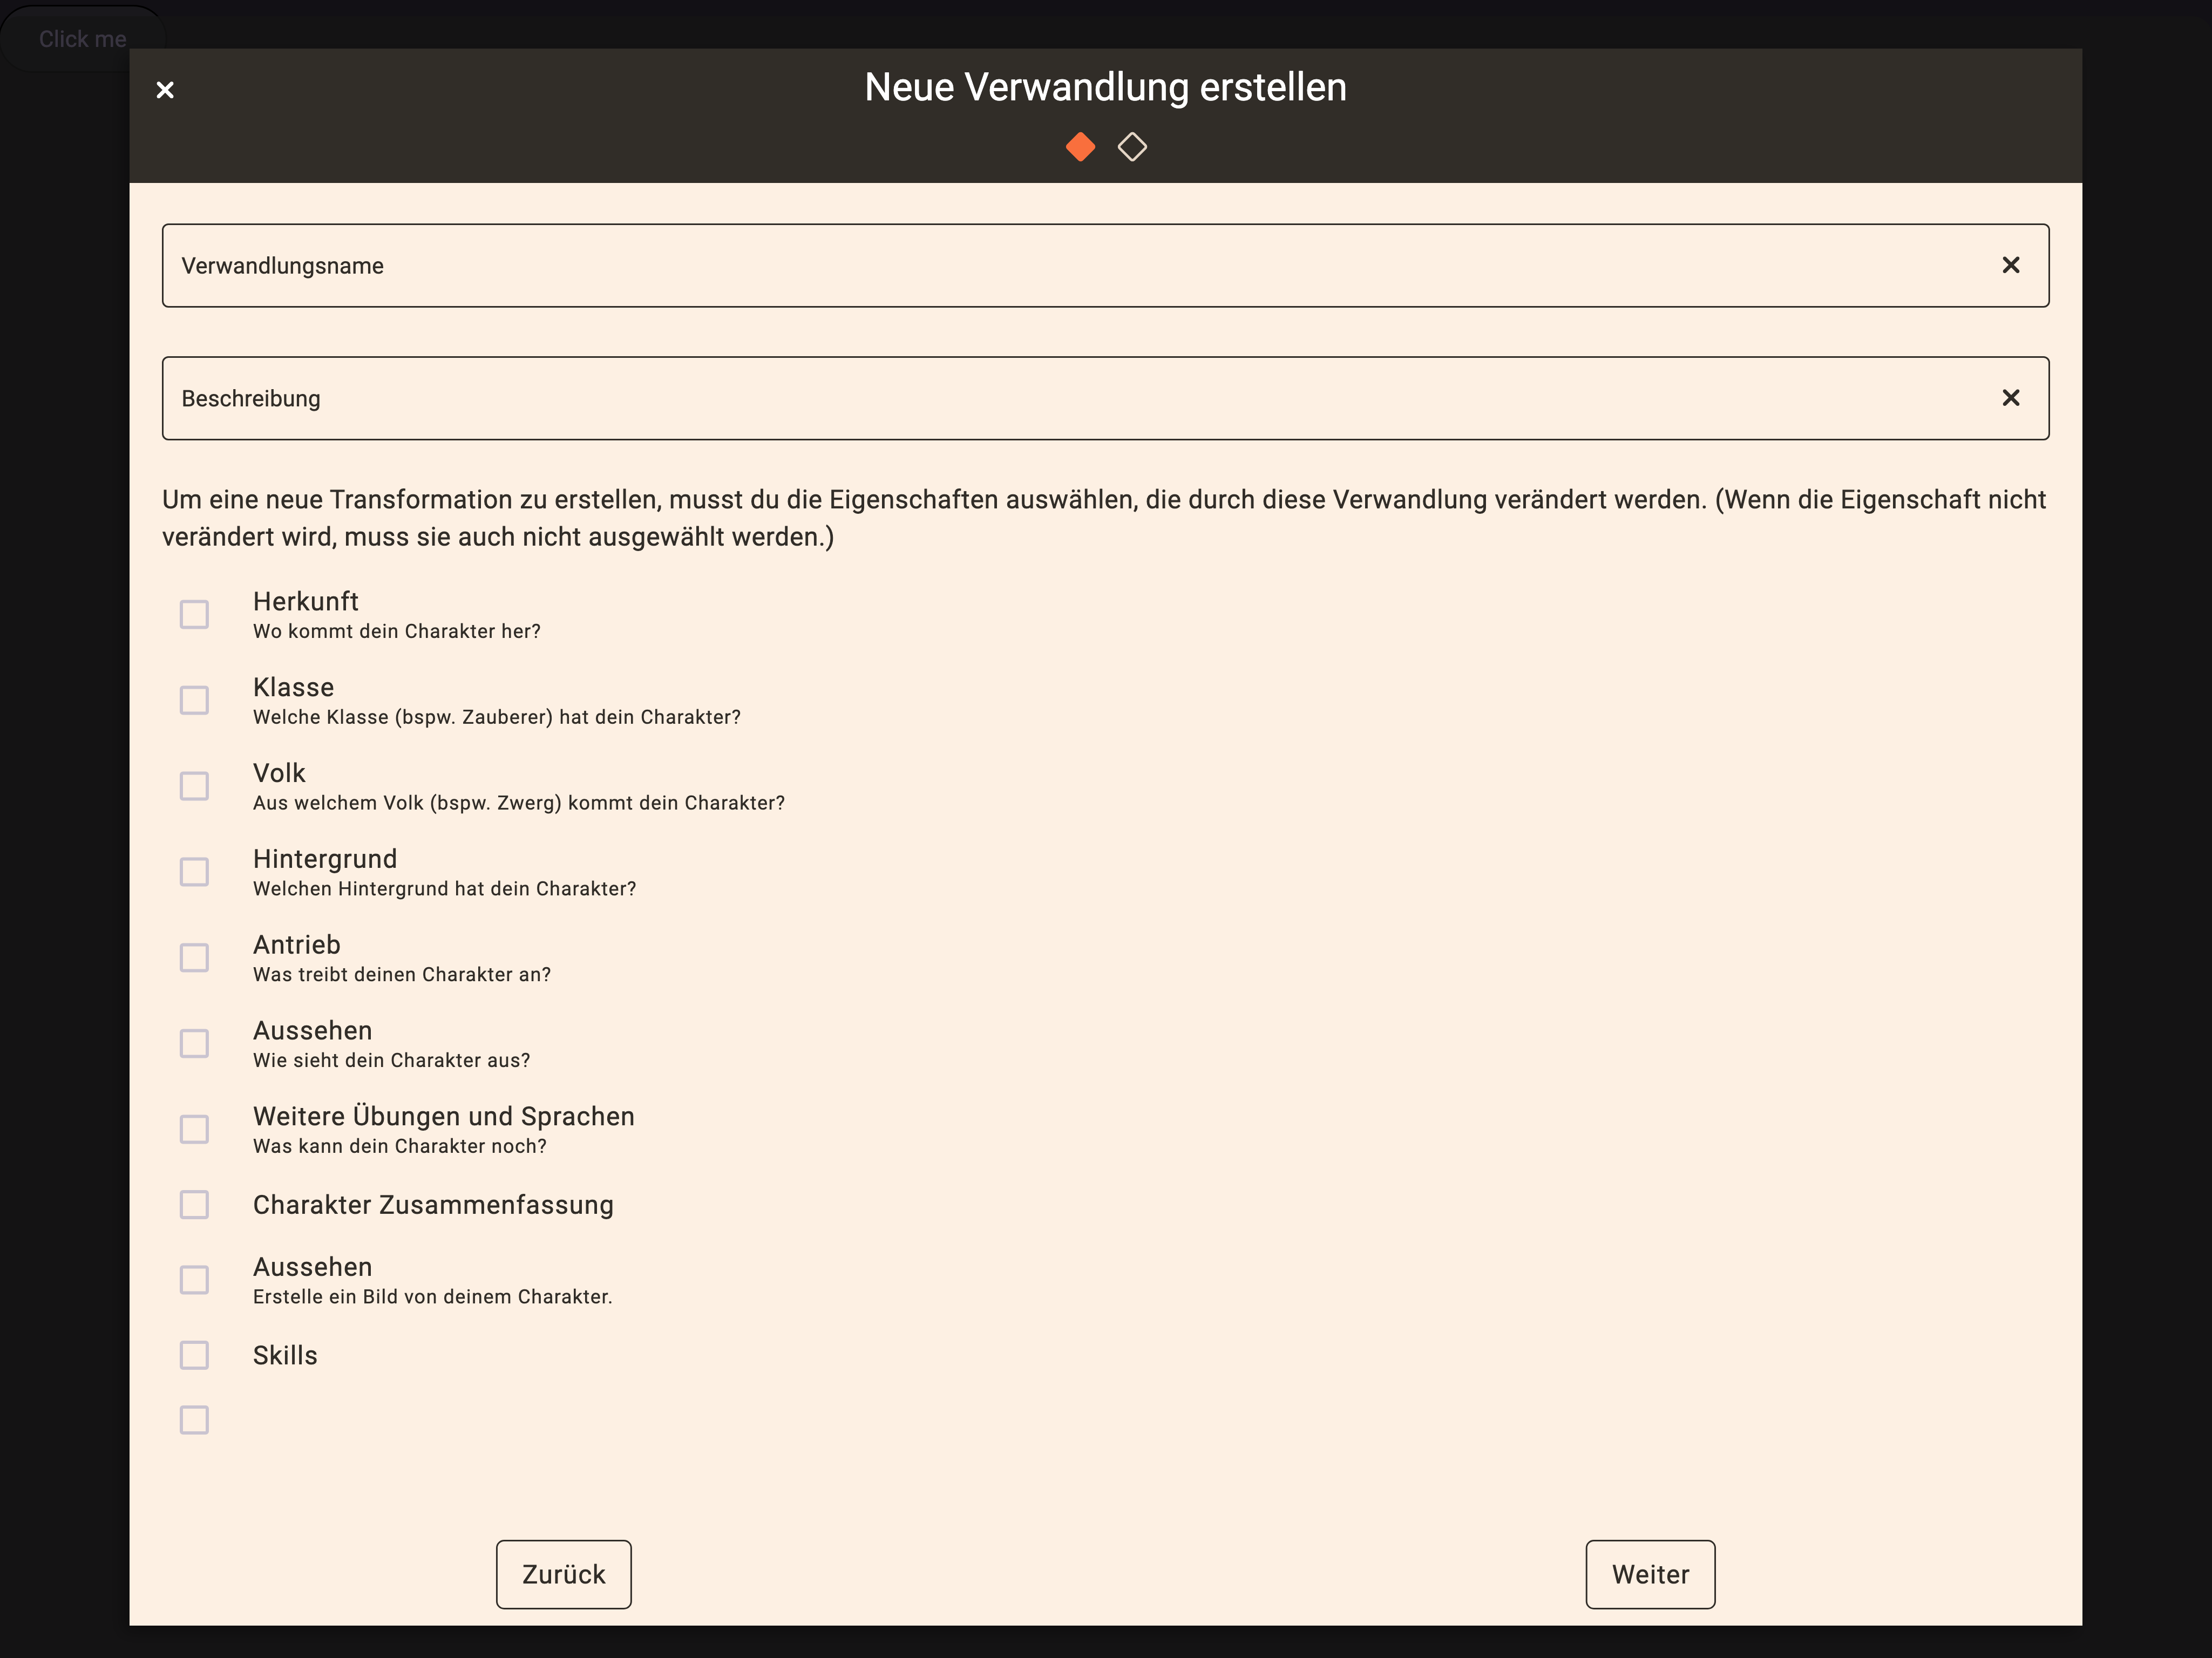 Click me
Neue Verwandlung erstellen
Verwandlungsname
Beschreibung
Um eine neue Transformation zu erstellen, musst du die Eigenschaften auswählen, die durch diese Verwandlung verändert werden. (Wenn die Eigenschaft nicht
verändert wird, muss sie auch nicht ausgewählt werden.)
Herkunft
Wo kommt dein Charakter her?
Klasse
Welche Klasse (bspw. Zauberer) hat dein Charakter?
Volk
Aus welchem Volk (bspw. Zwerg) kommt dein Charakter?
Hintergrund
Welchen Hintergrund hat dein Charakter?
Antrieb
Was treibt deinen Charakter an?
Aussehen
Wie sieht dein Charakter aus?
Weitere Übungen und Sprachen
Was kann dein Charakter noch?
Charakter Zusammenfassung
Aussehen
Erstelle ein Bild von deinem Charakter.
Skills
Zurück
Weiter